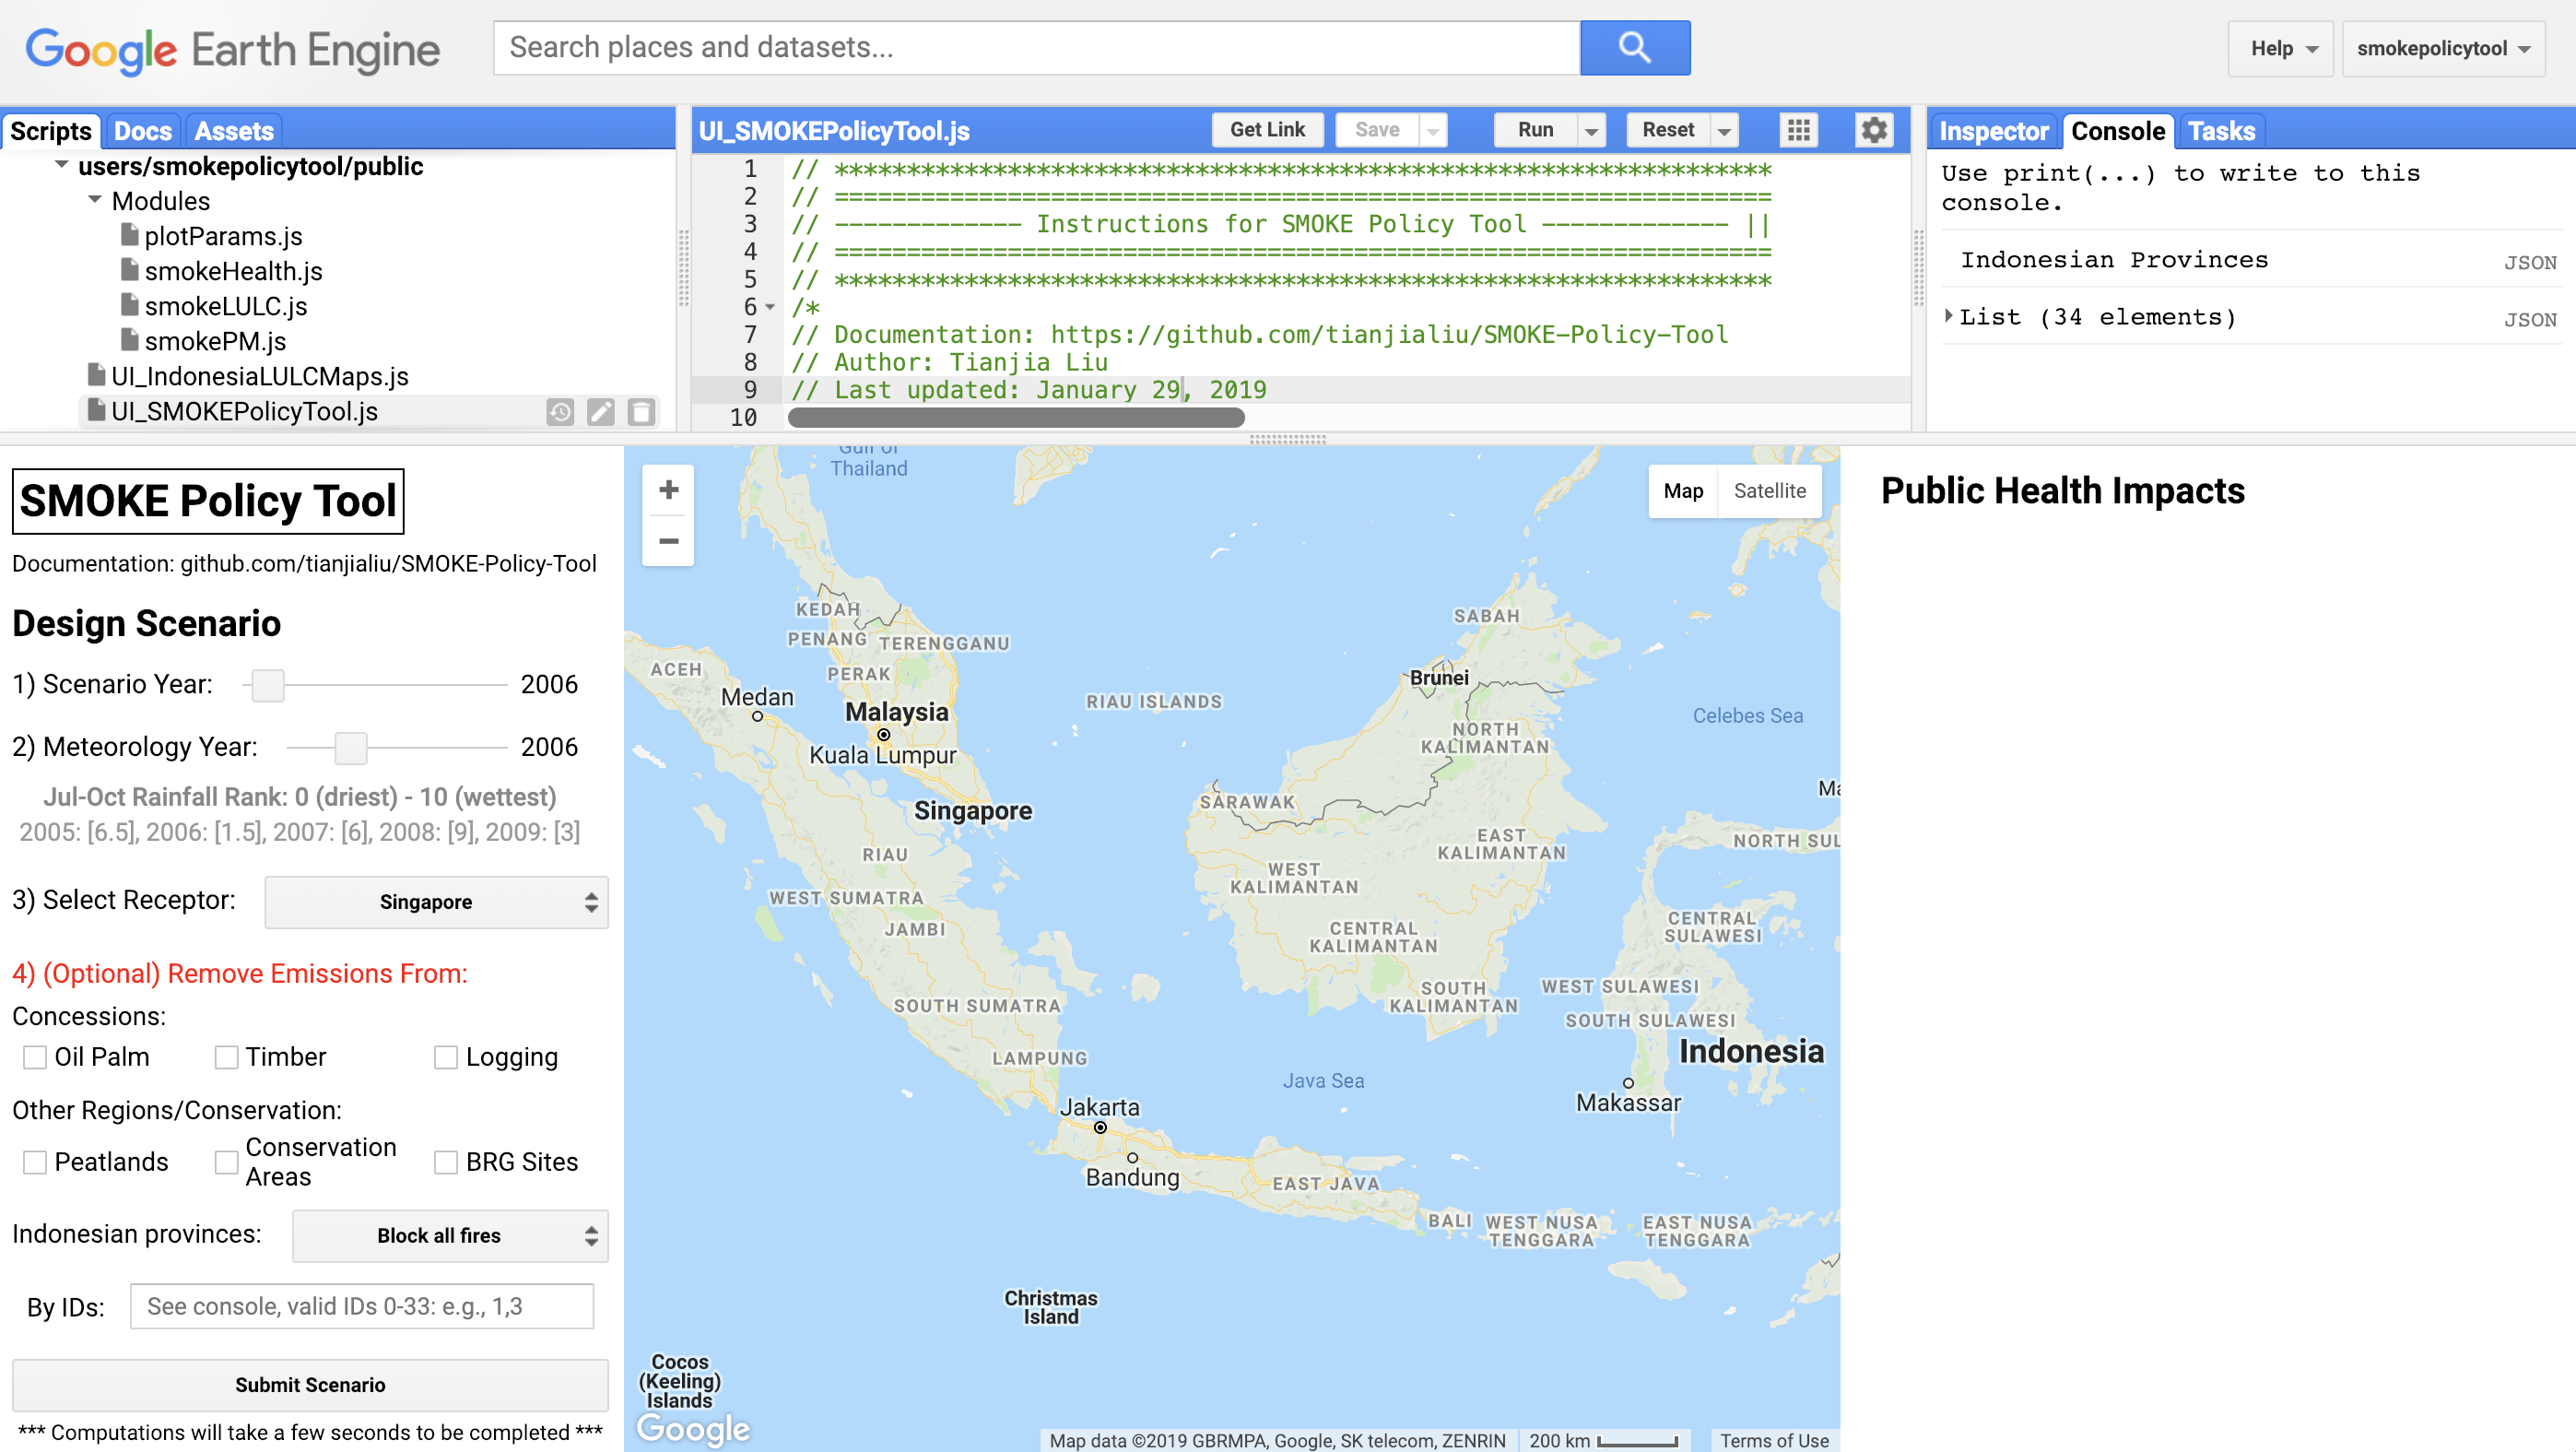 Google Earth Engine
Search places and datasets...
Help
smokepolicytool
Scripts Docs Assets
users/smokepolicytool/public
Modules
plotParams.js
smokeHealth.js
smokeLULC.js
smokePM.js
UI_IndonesiaLULCMaps.js
UI_SMOKEPolicyTool.js
UI_SMOKEPolicyTool.js
Get Link Save Run Reset
1 // *****************************************************************
2 // =================================================================
3 // ------------- Instructions for SMOKE Policy Tool ------------- ||
4 // =================================================================
5 // *****************************************************************
6 /*
7 // Documentation: https://github.com/tianjialiu/SMOKE-Policy-Tool
8 // Author: Tianjia Liu
9 // Last updated: January 29, 2019
10
Inspector Console Tasks
Use print(...) to write to this
console.
Indonesian Provinces JSON
List (34 elements) JSON
SMOKE Policy Tool
Documentation: github.com/tianjialiu/SMOKE-Policy-Tool
Design Scenario
1) Scenario Year: 2006
2) Meteorology Year: 2006
Jul-Oct Rainfall Rank: 0 (driest) - 10 (wettest)
2005: [6.5], 2006: [1.5], 2007: [6], 2008: [9], 2009: [3]
3) Select Receptor: Singapore
4) (Optional) Remove Emissions From:
Concessions:
Oil Palm Timber Logging
Other Regions/Conservation:
Peatlands
Conservation
Areas
BRG Sites
Indonesian provinces: Block all fires
By IDs: See console, valid IDs 0-33: e.g., 1,3
Submit Scenario
*** Computations will take a few seconds to be completed ***
+
−
Map Satellite
Gulf of
Thailand
KEDAH
PENANG
TERENGGANU
PERAK
ACEH
Medan
Malaysia
Kuala Lumpur
Singapore
RIAU ISLANDS
SABAH
Brunei
NORTH
KALIMANTAN
Celebes Sea
SARAWAK
EAST
KALIMANTAN
NORTH SUL
RIAU
WEST
KALIMANTAN
WEST SUMATRA
JAMBI
CENTRAL
KALIMANTAN
CENTRAL
SULAWESI
SOUTH SUMATRA
SOUTH
KALIMANTAN
WEST SULAWESI
SOUTH SULAWESI
Indonesia
LAMPUNG
Java Sea
Makassar
Jakarta
Bandung
EAST JAVA
BALI
WEST NUSA
TENGGARA
EAST NUSA
TENGGARA
Christmas
Island
Cocos
(Keeling)
Islands
Google
Map data ©2019 GBRMPA, Google, SK telecom, ZENRIN
200 km
Terms of Use
Public Health Impacts